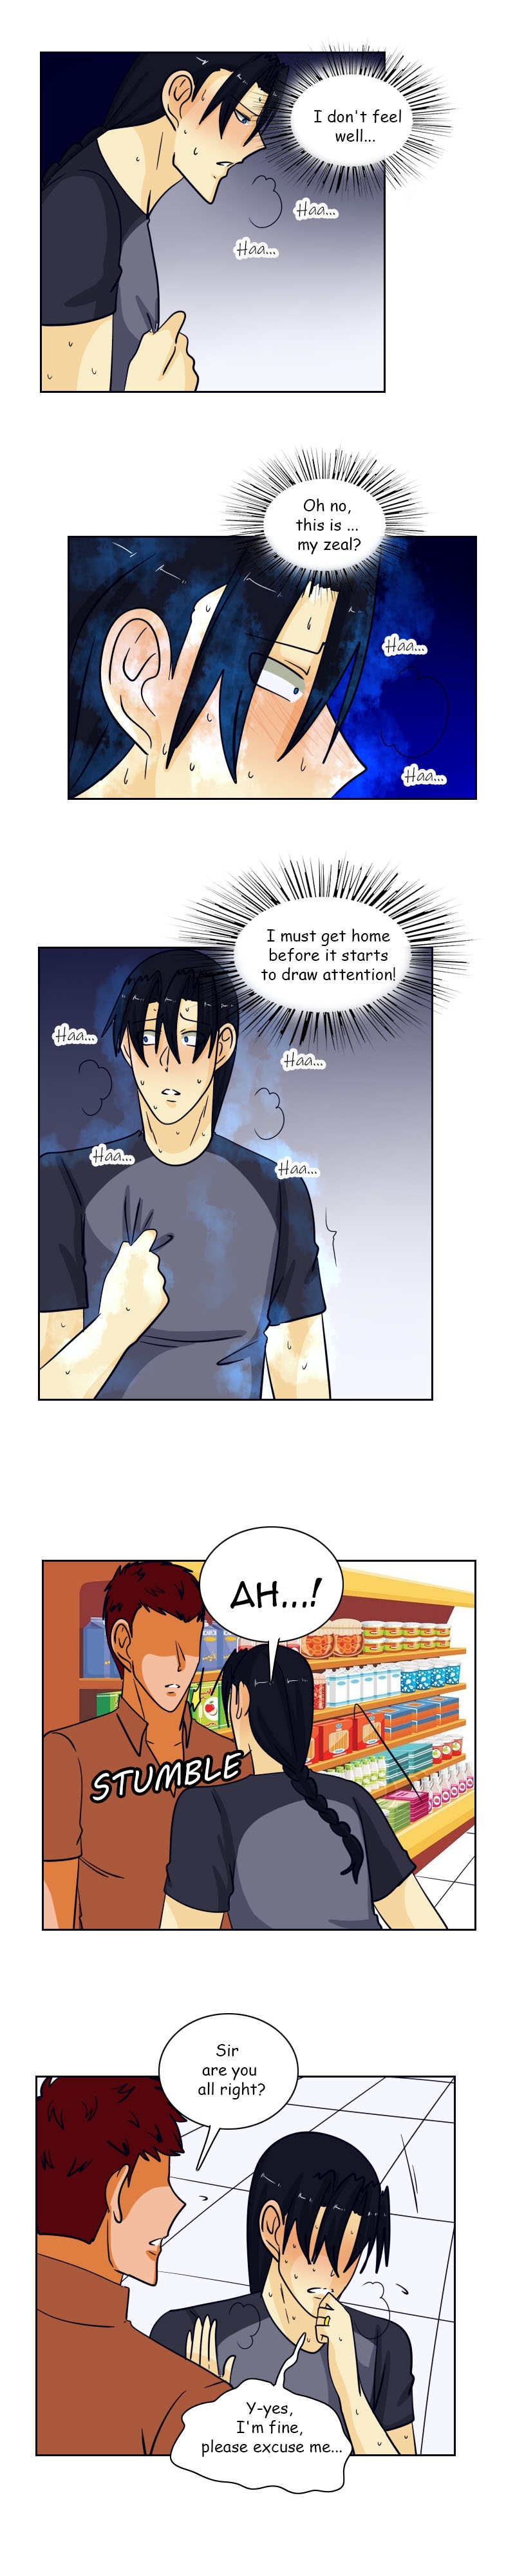 I don't feel
well...
Haa...
Haa...
Oh no,
this is ...
my zeal?
Haa...
Haa...
I must get home
before it starts
to draw attention!
Haa...
Haa...
Haa...
Haa...
AH...!
STUMBLE
Sir
are you
all right?
Y-yes,
I'm fine,
please excuse me...